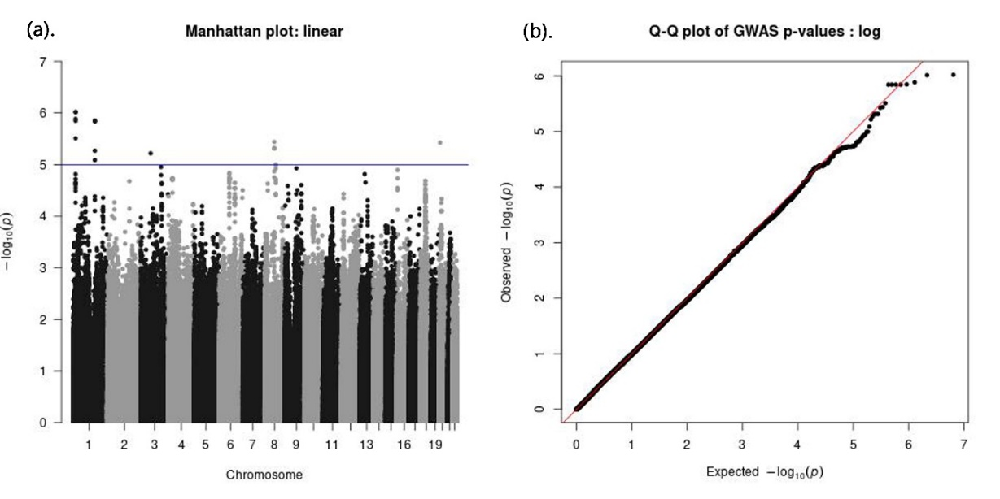 (a).
Manhattan plot: linear
7
6
5
4
3
2
1
0
−log10(p)
1 2 3 4 5 6 7 8 9 11 13 16 19
Chromosome
(b).
Q-Q plot of GWAS p-values : log
6
5
4
3
2
1
0
Observed −log10(p)
0 1 2 3 4 5 6 7
Expected −log10(p)